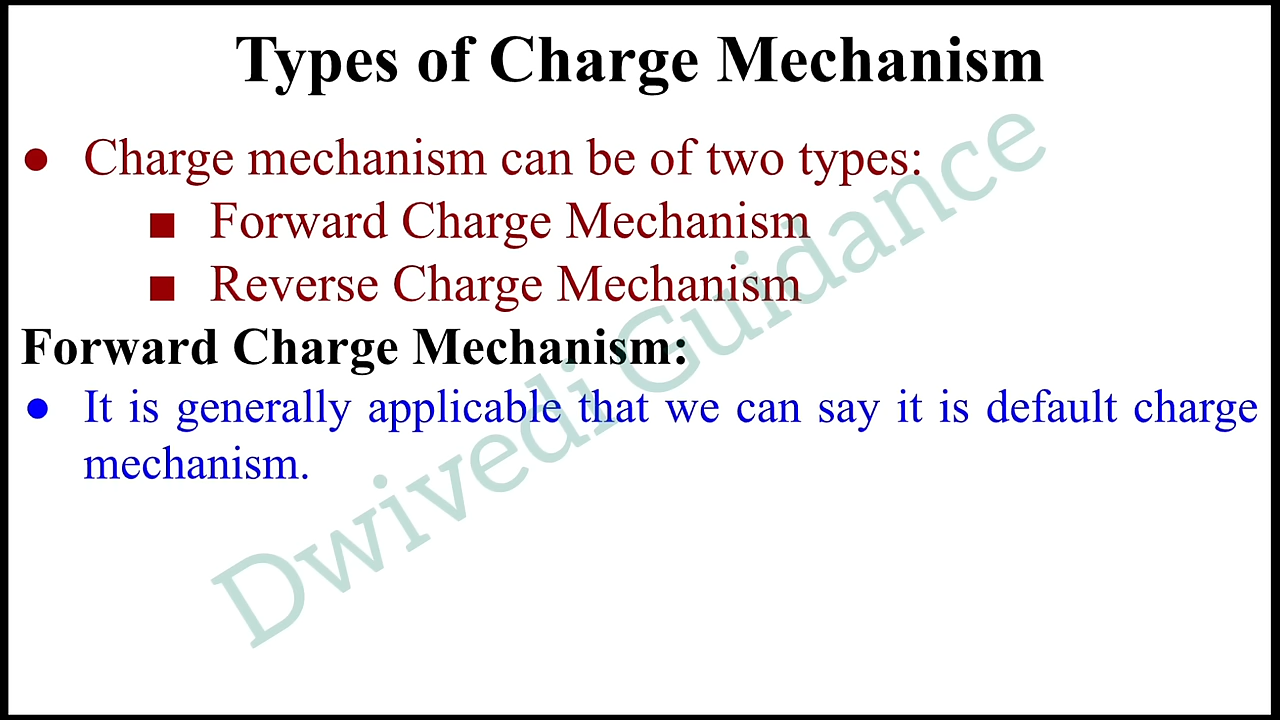 Types of Charge Mechanism
● Charge mechanism can be of two types:
■ Forward Charge Mechanism
■ Reverse Charge Mechanism
Forward Charge Mechanism:
● It is generally applicable that we can say it is default charge
mechanism.
Dwivedi Guidance